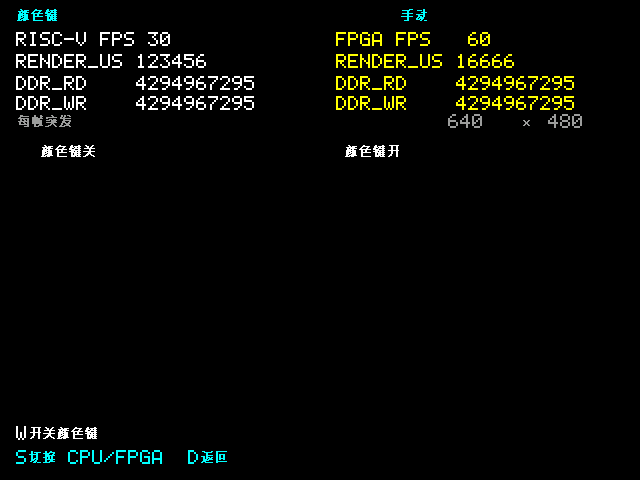 颜色键 手动
RISC-V FPS 30 FPGA FPS 60
RENDER_US 123456 RENDER_US 16666
DDR_RD 4294967295 DDR_RD 4294967295
DDR_WR 4294967295 DDR_WR 4294967295
每帧突发 640 × 480
颜色键关 颜色键开
W开关颜色键
S切换 CPU/FPGA D返回